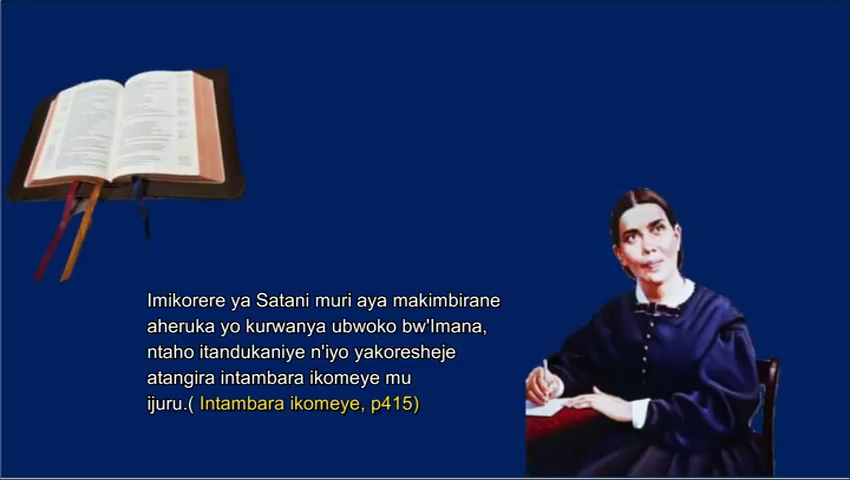 Imikorere ya Satani muri aya makimbirane
aheruka yo kurwanya ubwoko bw'Imana,
ntaho itandukaniye n'iyo yakoresheje
atangira intambara ikomeye mu
ijuru.( Intambara ikomeye, p415)